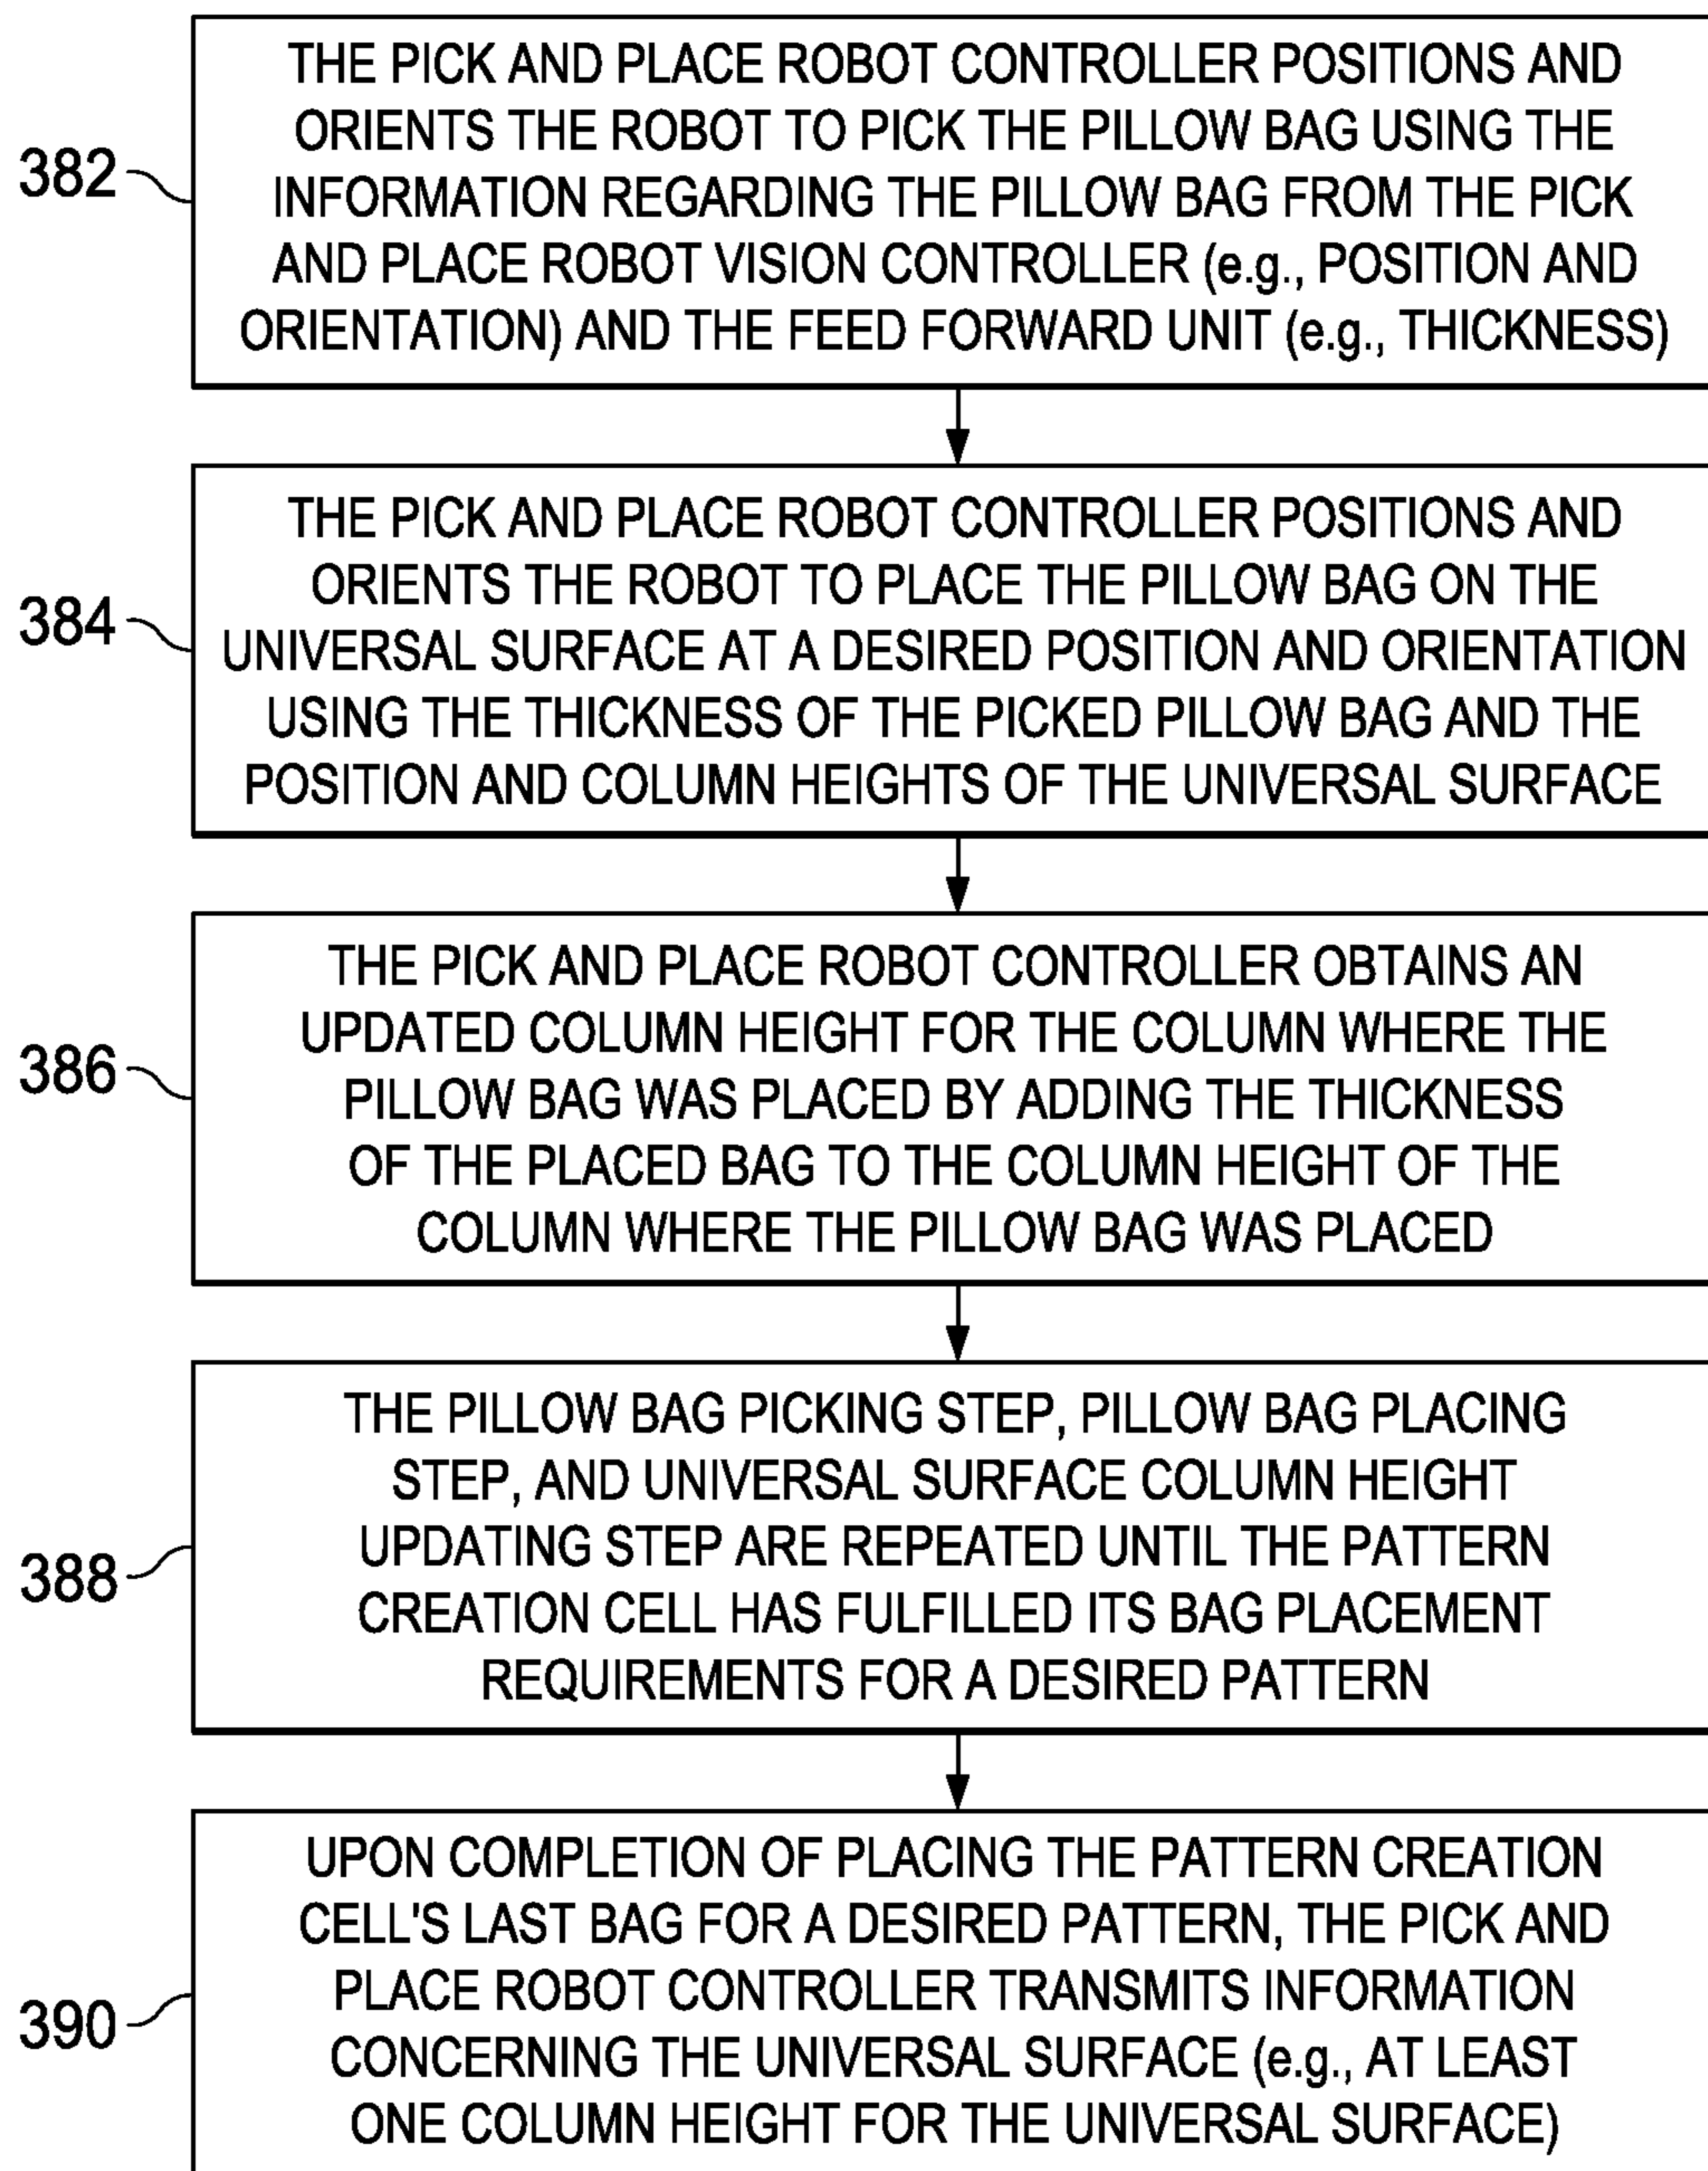 THE PICK AND PLACE ROBOT CONTROLLER POSITIONS AND
ORIENTS THE ROBOT TO PICK THE PILLOW BAG USING THE
382
INFORMATION REGARDING THE PILLOW BAG FROM THE PICK
AND PLACE ROBOT VISION CONTROLLER (e.g., POSITION AND
ORIENTATION) AND THE FEED FORWARD UNIT (e.g., THICKNESS)
THE PICK AND PLACE ROBOT CONTROLLER POSITIONS AND
ORIENTS THE ROBOT TO PLACE THE PILLOW BAG ON THE
384
UNIVERSAL SURFACE AT A DESIRED POSITION AND ORIENTATION
USING THE THICKNESS OF THE PICKED PILLOW BAG AND THE
POSITION AND COLUMN HEIGHTS OF THE UNIVERSAL SURFACE
THE PICK AND PLACE ROBOT CONTROLLER OBTAINS AN
UPDATED COLUMN HEIGHT FOR THE COLUMN WHERE THE
386
PILLOW BAG WAS PLACED BY ADDING THE THICKNESS
OF THE PLACED BAG TO THE COLUMN HEIGHT OF THE
COLUMN WHERE THE PILLOW BAG WAS PLACED
THE PILLOW BAG PICKING STEP, PILLOW BAG PLACING
STEP, AND UNIVERSAL SURFACE COLUMN HEIGHT
UPDATING STEP ARE REPEATED UNTIL THE PATTERN
388
CREATION CELL HAS FULFILLED ITS BAG PLACEMENT
REQUIREMENTS FOR A DESIRED PATTERN
UPON COMPLETION OF PLACING THE PATTERN CREATION
CELL'S LAST BAG FOR A DESIRED PATTERN, THE PICK AND
PLACE ROBOT CONTROLLER TRANSMITS INFORMATION
390
CONCERNING THE UNIVERSAL SURFACE (e.g., AT LEAST
ONE COLUMN HEIGHT FOR THE UNIVERSAL SURFACE)